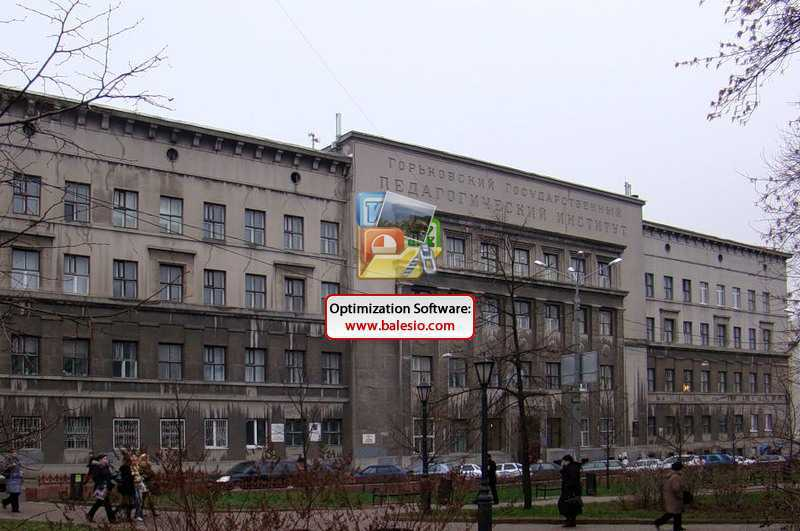 ГОРЬКОВСКИЙ ГОСУДАРСТВЕННЫЙ
ПЕДАГОГИЧЕСКИЙ ИНСТИТУТ
Optimization Software:
www.balesio.com